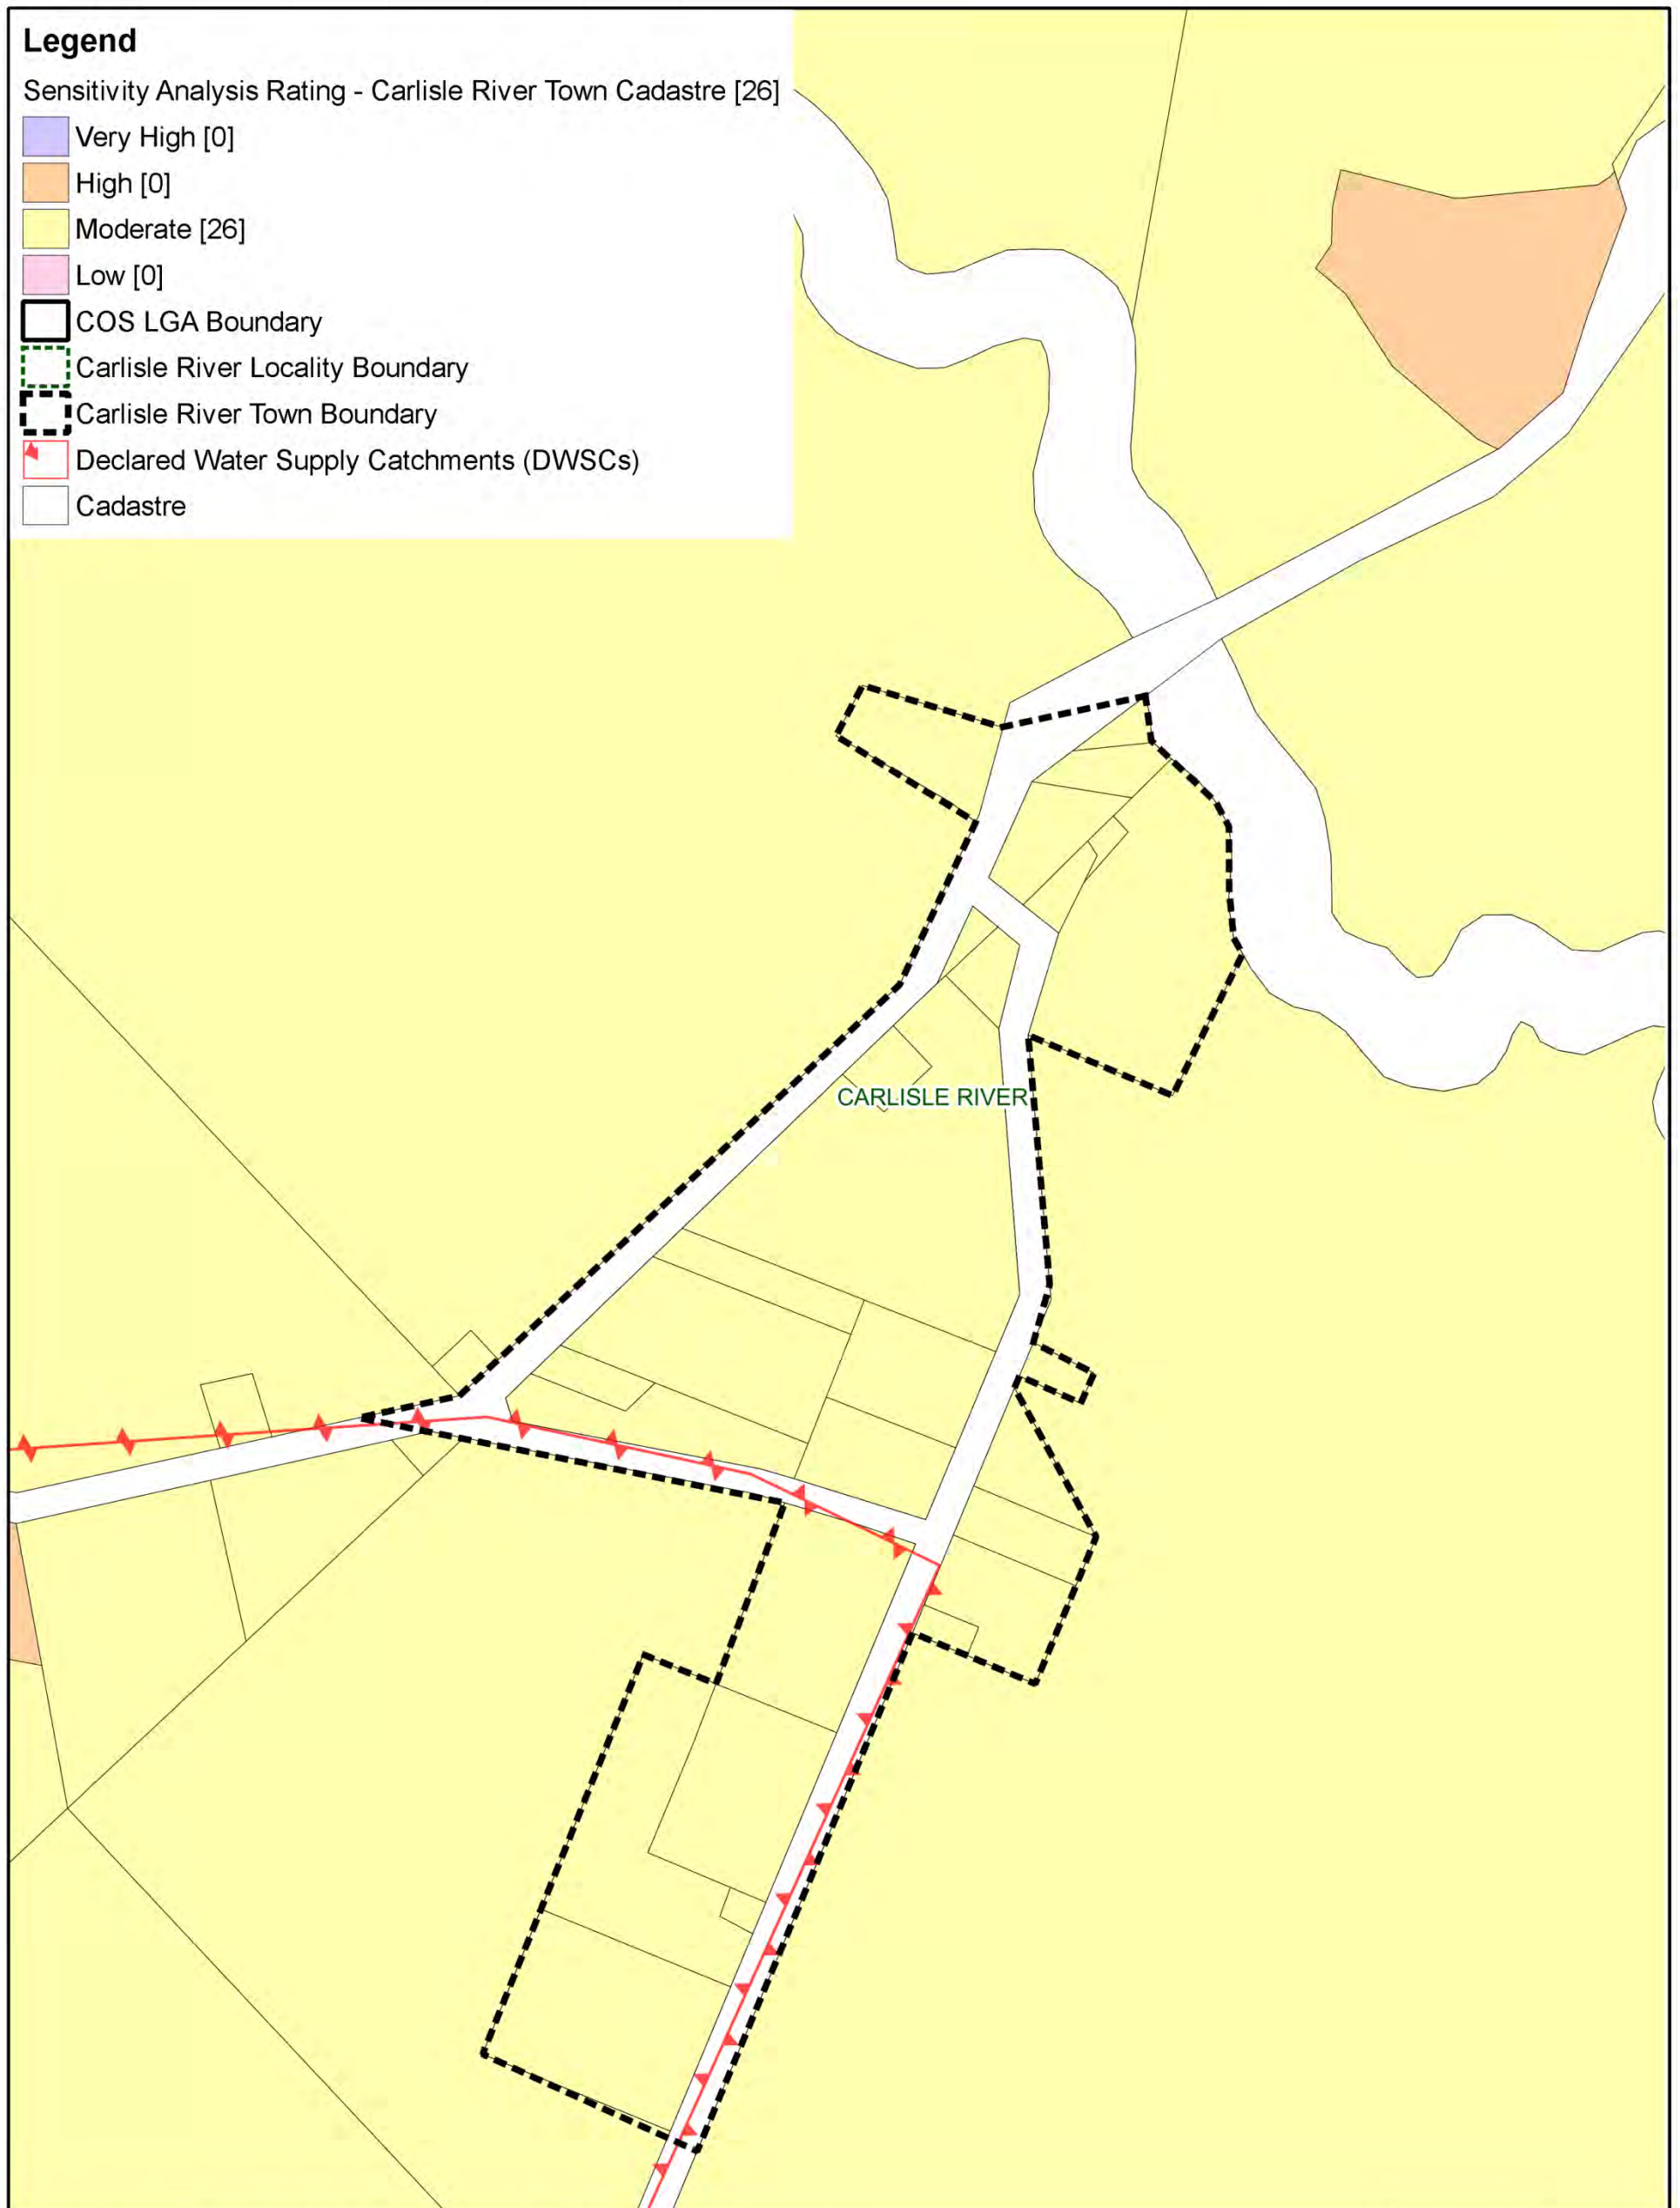 Legend
Sensitivity Analysis Rating - Carlisle River Town Cadastre [26]
Very High [0]
High [0]
Moderate [26]
Low [0]
COS LGA Boundary
Carlisle River Locality Boundary
Carlisle River Town Boundary
Declared Water Supply Catchments (DWSCs)
Cadastre
CARLISLE RIVER